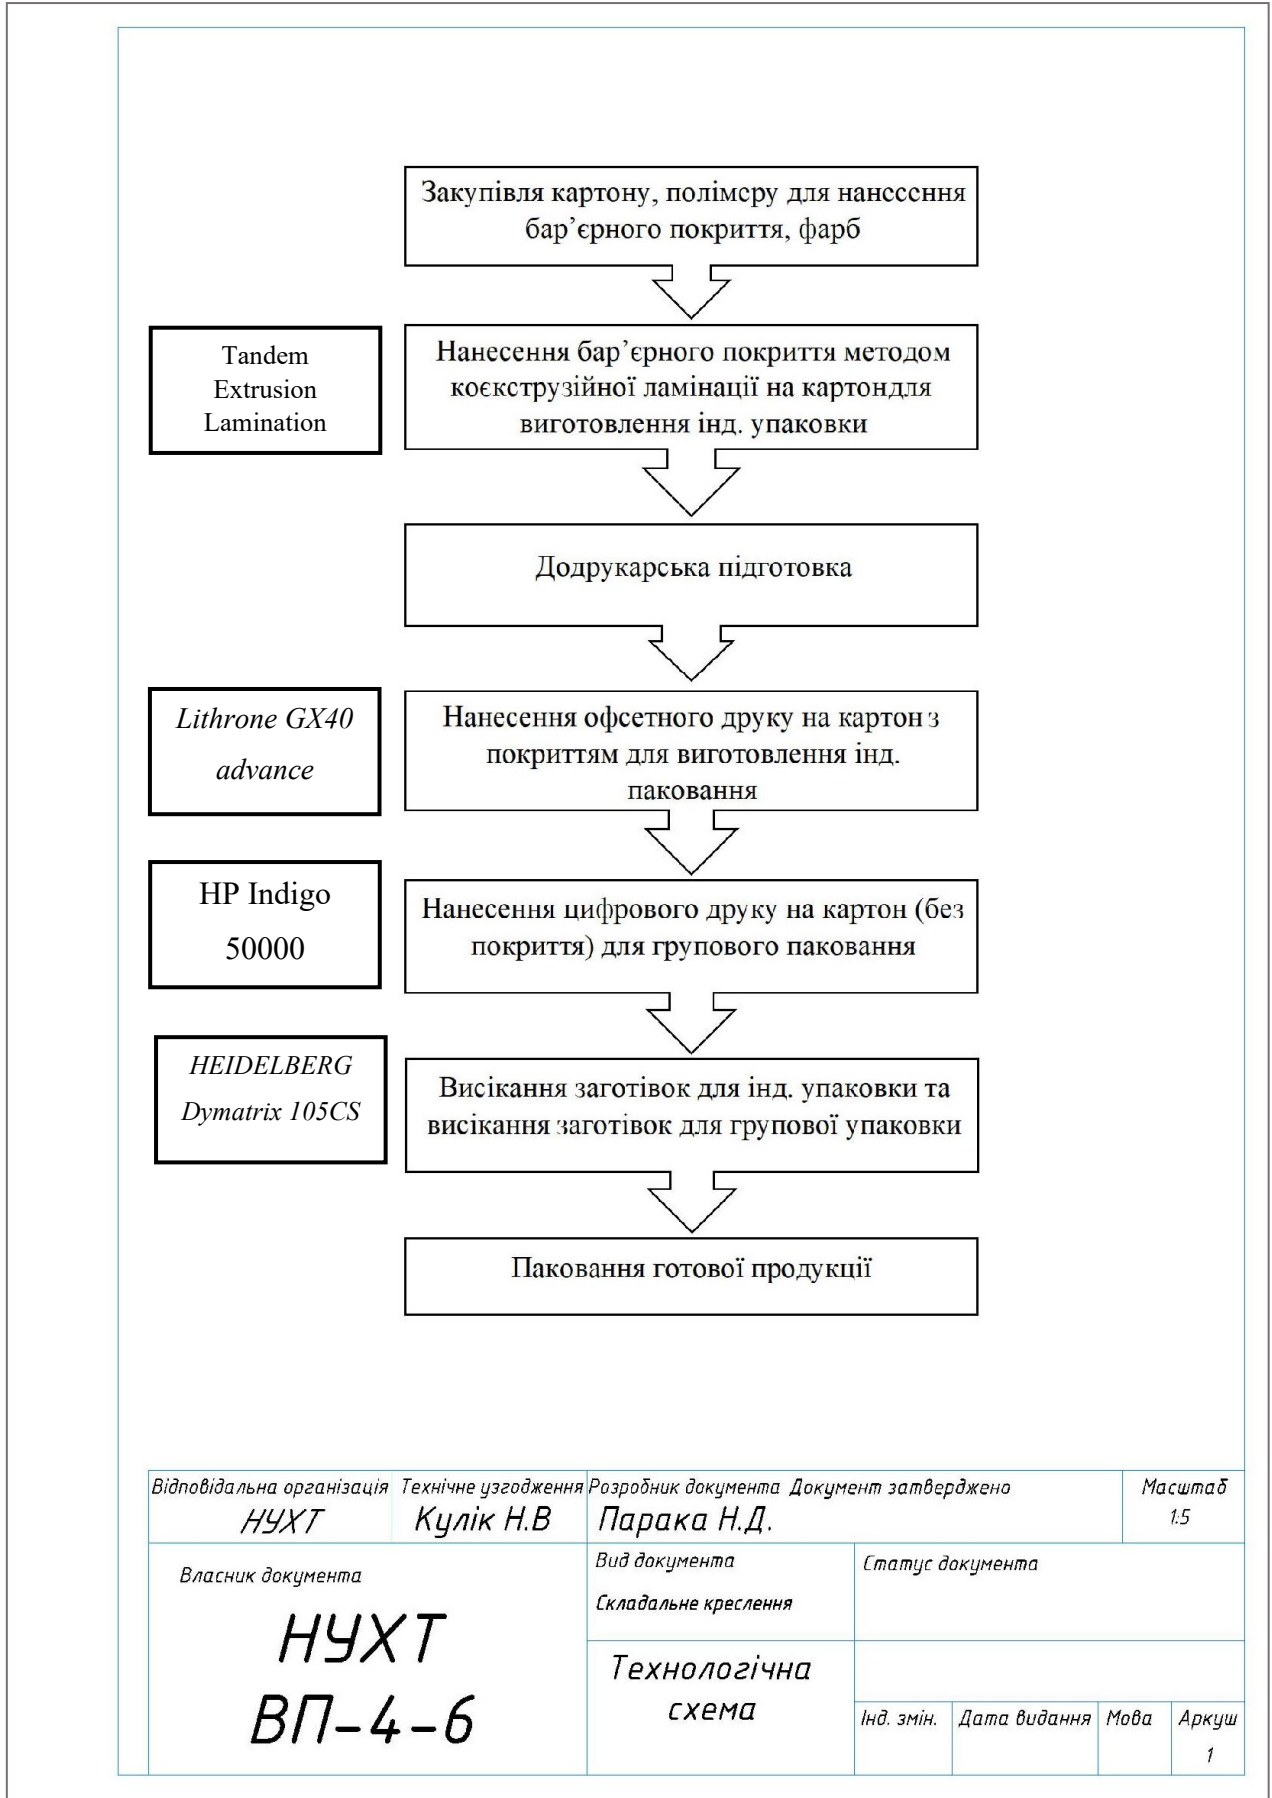 Закупівля картону, полімеру для нанесення
бар’єрного покриття, фарб
Tandem
Extrusion
Lamination
Нанесення бар’єрного покриття методом
коєкструзійної ламінації на картондля
виготовлення інд. упаковки
Додрукарська підготовка
Lithrone GX40
advance
Нанесення офсетного друку на картон з
покриттям для виготовлення інд.
паковання
HP Indigo
50000
Нанесення цифрового друку на картон (без
покриття) для групового паковання
HEIDELBERG
Dymatrix 105CS
Висікання заготівок для інд. упаковки та
висікання заготівок для групової упаковки
Паковання готової продукції
Відповідальна організація
НУХТ
Технічне узгодження
Кулік Н.В
Розробник документа
Парака Н.Д.
Документ затверджено
Масштаб
1:5
Власник документа
НУХТ
ВП-4-6
Вид документа
Складальне креслення
Статус документа
Технологічна
схема
Інд. змін.
Дата видання
Мова
Аркуш
1